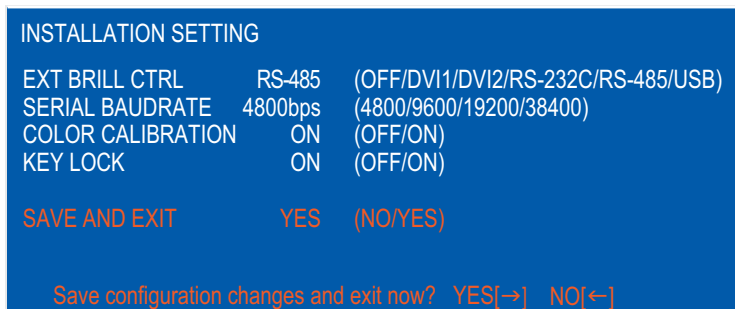 INSTALLATION SETTING
EXT BRILL CTRL RS-485 (OFF/DVI1/DVI2/RS-232C/RS-485/USB)
SERIAL BAUDRATE 4800bps (4800/9600/19200/38400)
COLOR CALIBRATION ON (OFF/ON)
KEY LOCK ON (OFF/ON)
SAVE AND EXIT YES (NO/YES)
Save configuration changes and exit now? YES[→] NO[←]